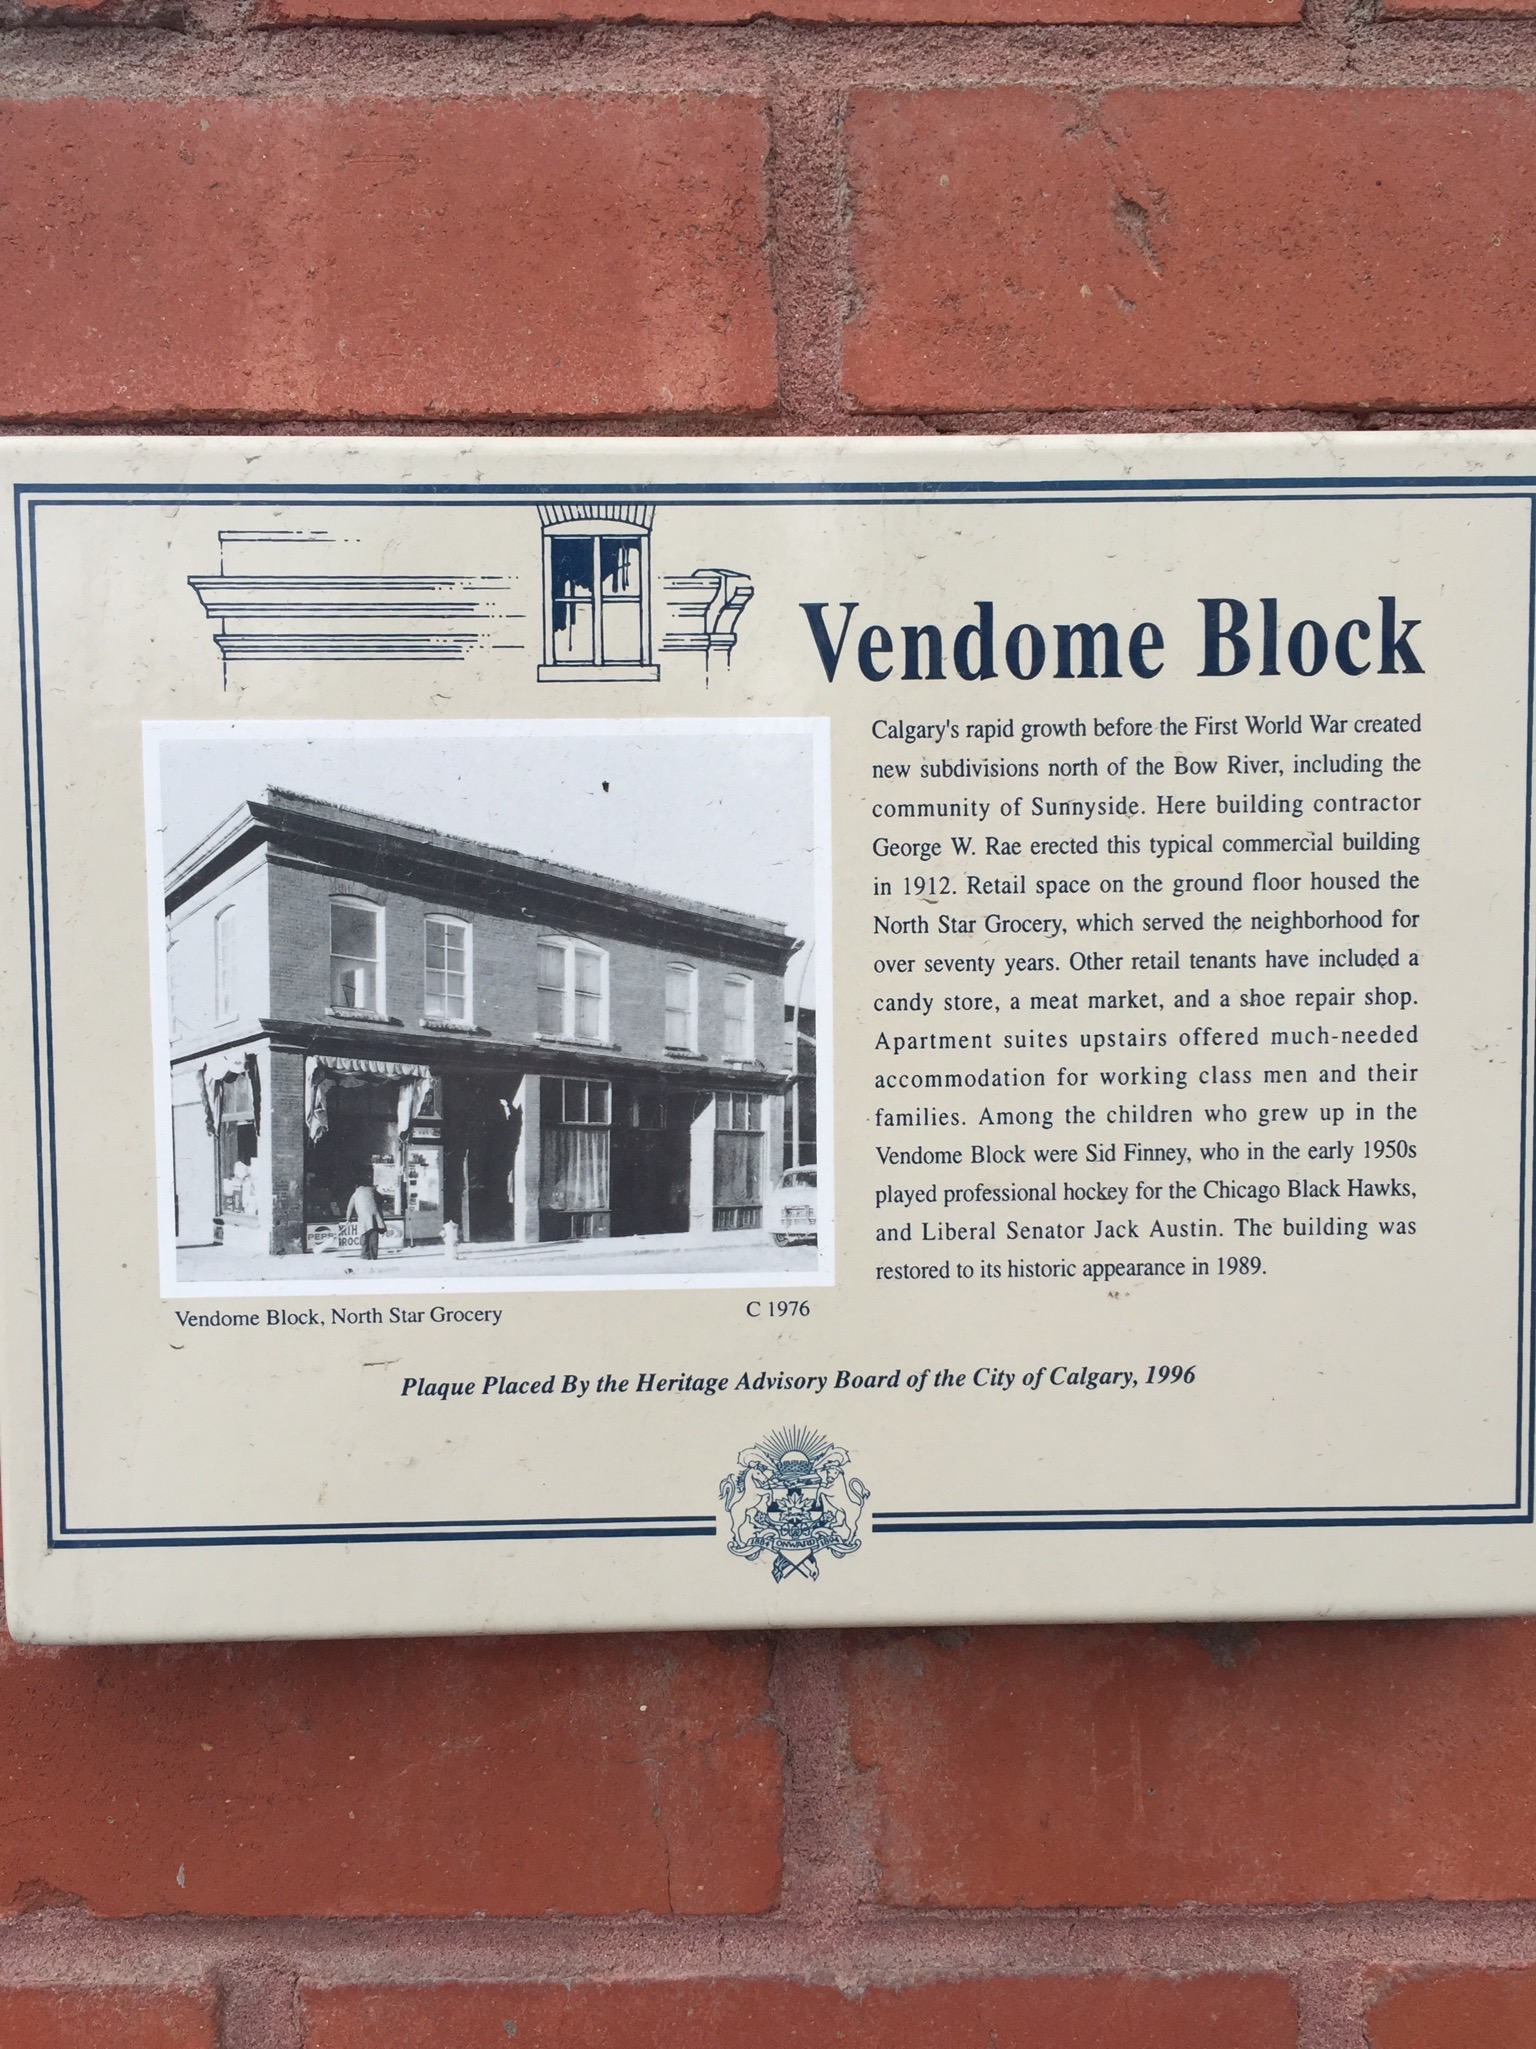 Vendome Block
Calgary's rapid growth before the First World War created
new subdivisions north of the Bow River, including the
community of Sunnyside. Here building contractor
George W. Rae erected this typical commercial building
in 1912. Retail space on the ground floor housed the
North Star Grocery, which served the neighborhood for
over seventy years. Other retail tenants have included a
candy store, a meat market, and a shoe repair shop.
Apartment suites upstairs offered much-needed
accommodation for working class men and their
families. Among the children who grew up in the
Vendome Block were Sid Finney, who in the early 1950s
played professional hockey for the Chicago Black Hawks,
and Liberal Senator Jack Austin. The building was
restored to its historic appearance in 1989.
Vendome Block, North Star Grocery
C 1976
Plaque Placed By the Heritage Advisory Board of the City of Calgary, 1996
1884 ONWARD 1894